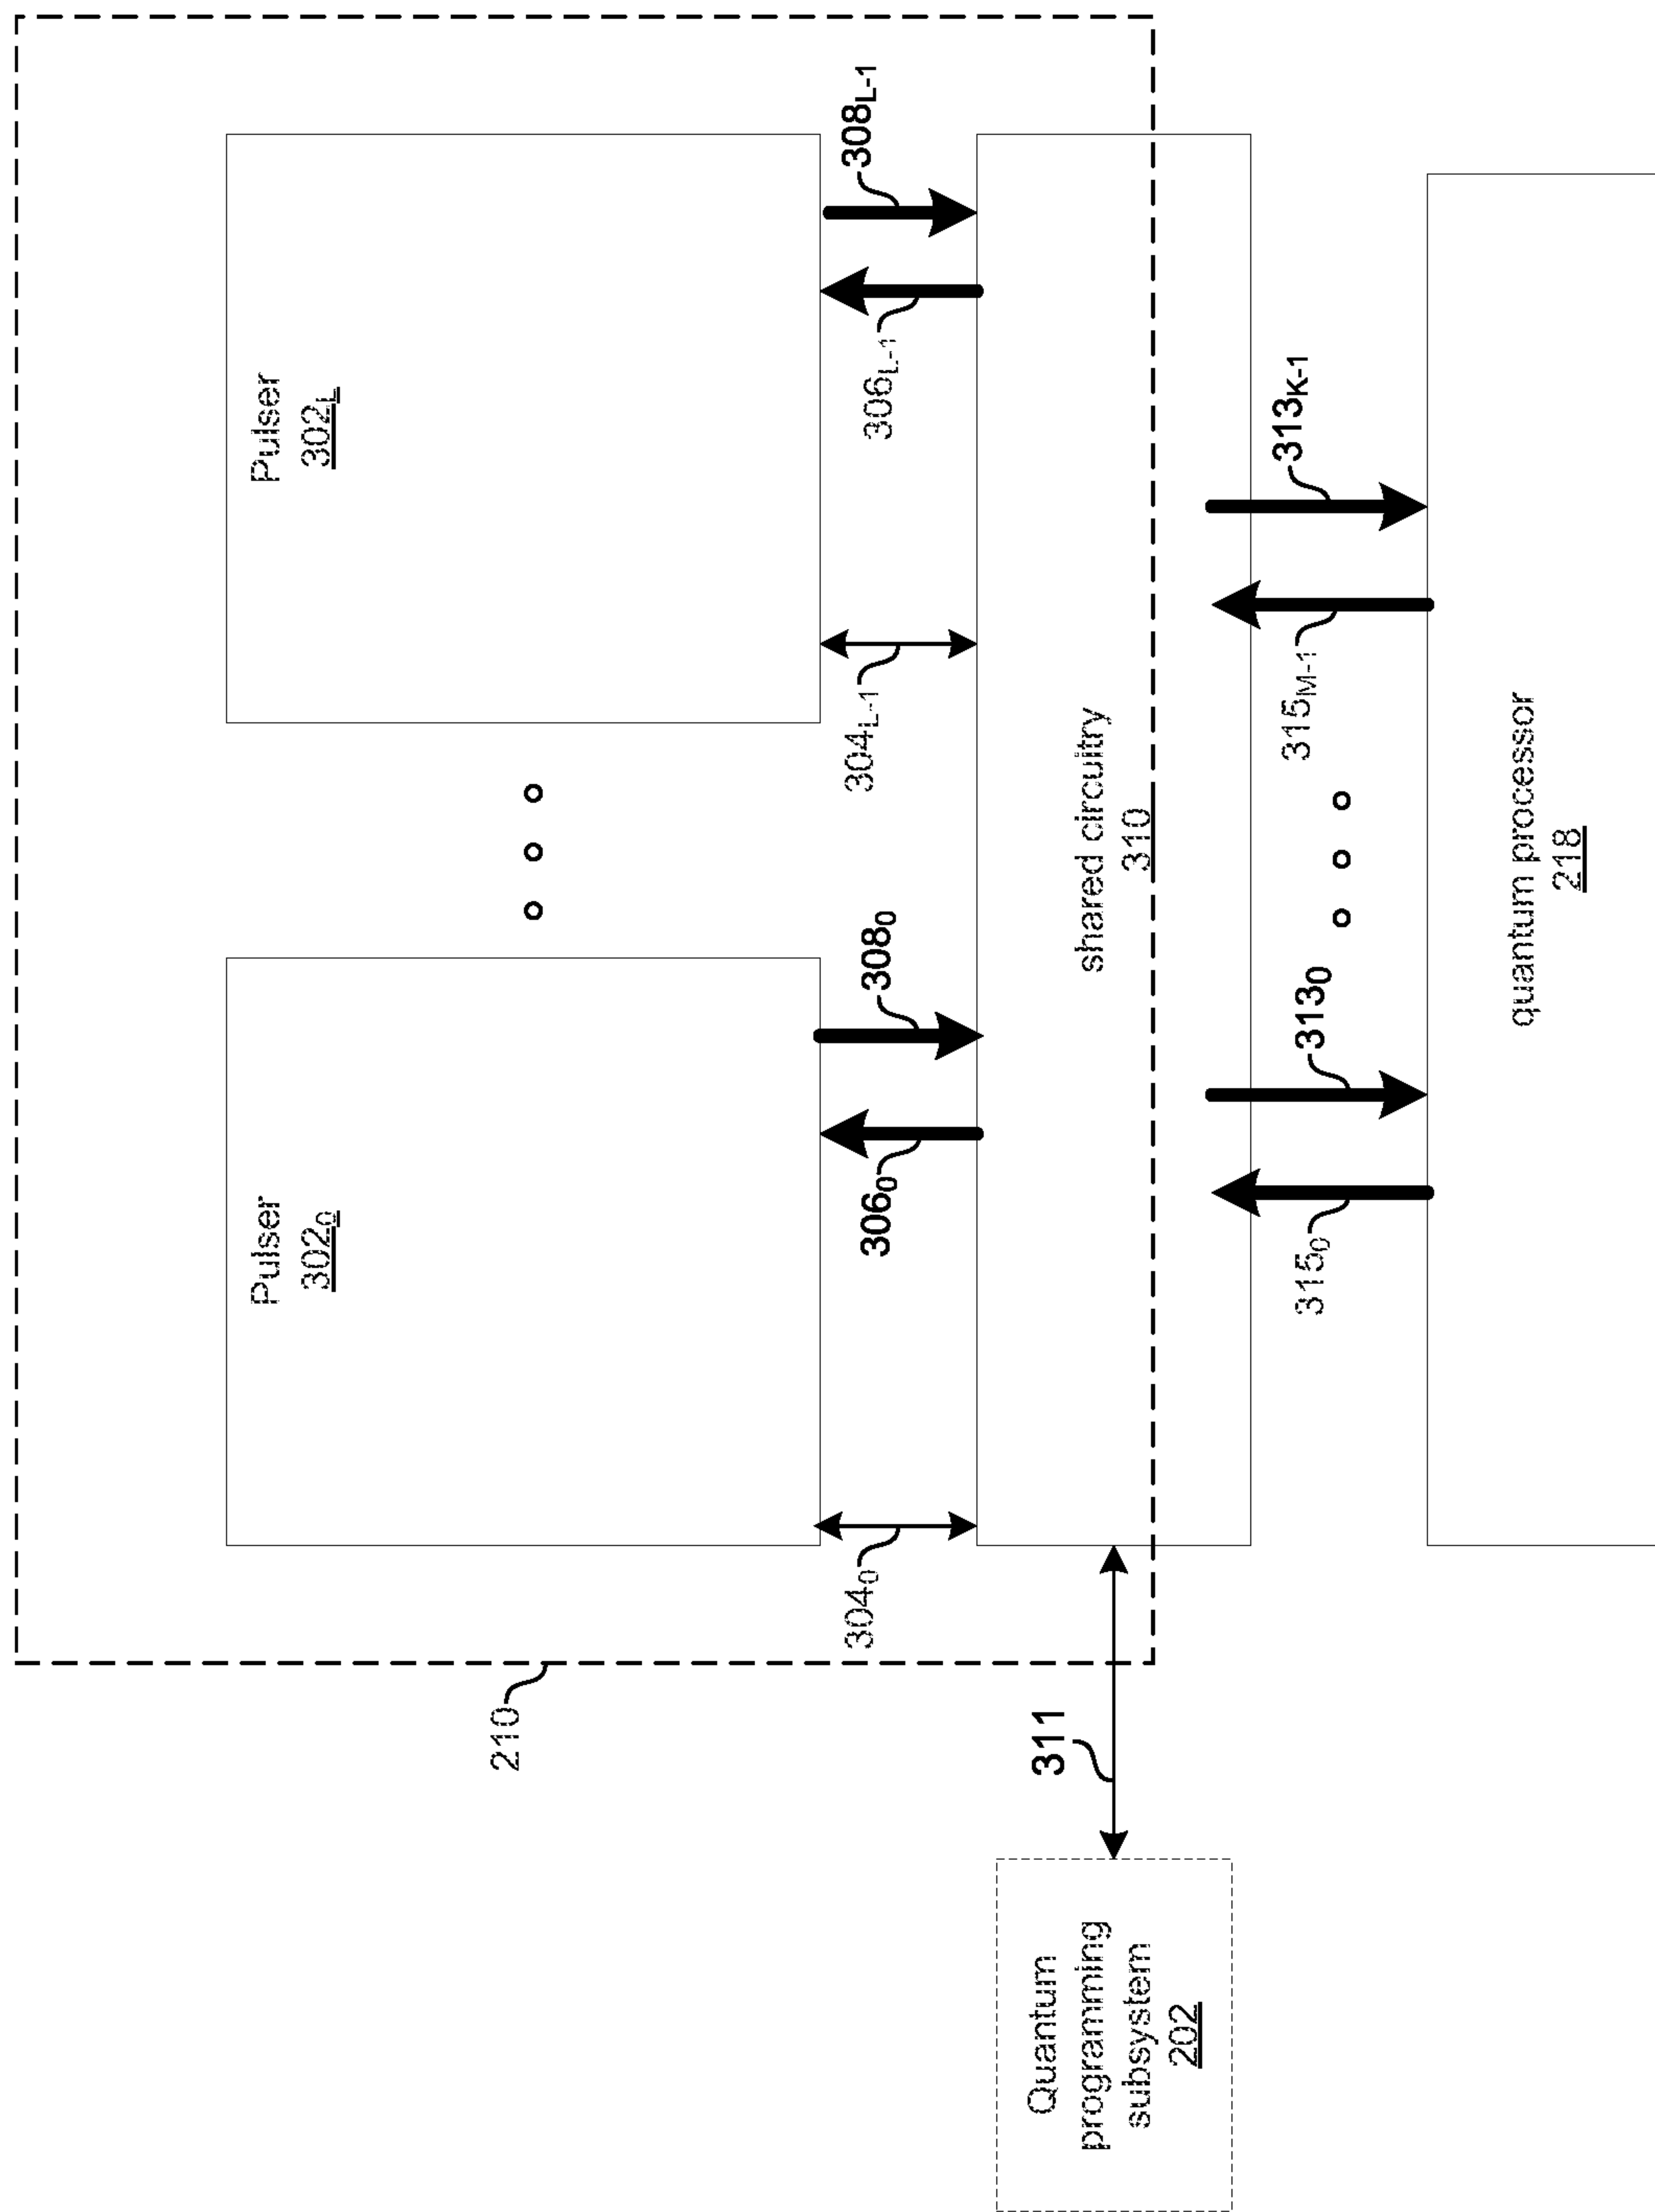 210
Pulser
302₀
Pulser
302L
304₀
306₀
308₀
304L-1
306L-1
308L-1
311
Quantum
programming
subsystem
202
shared circuitry
310
315₀
313₀
315M-1
313K-1
quantum processor
218